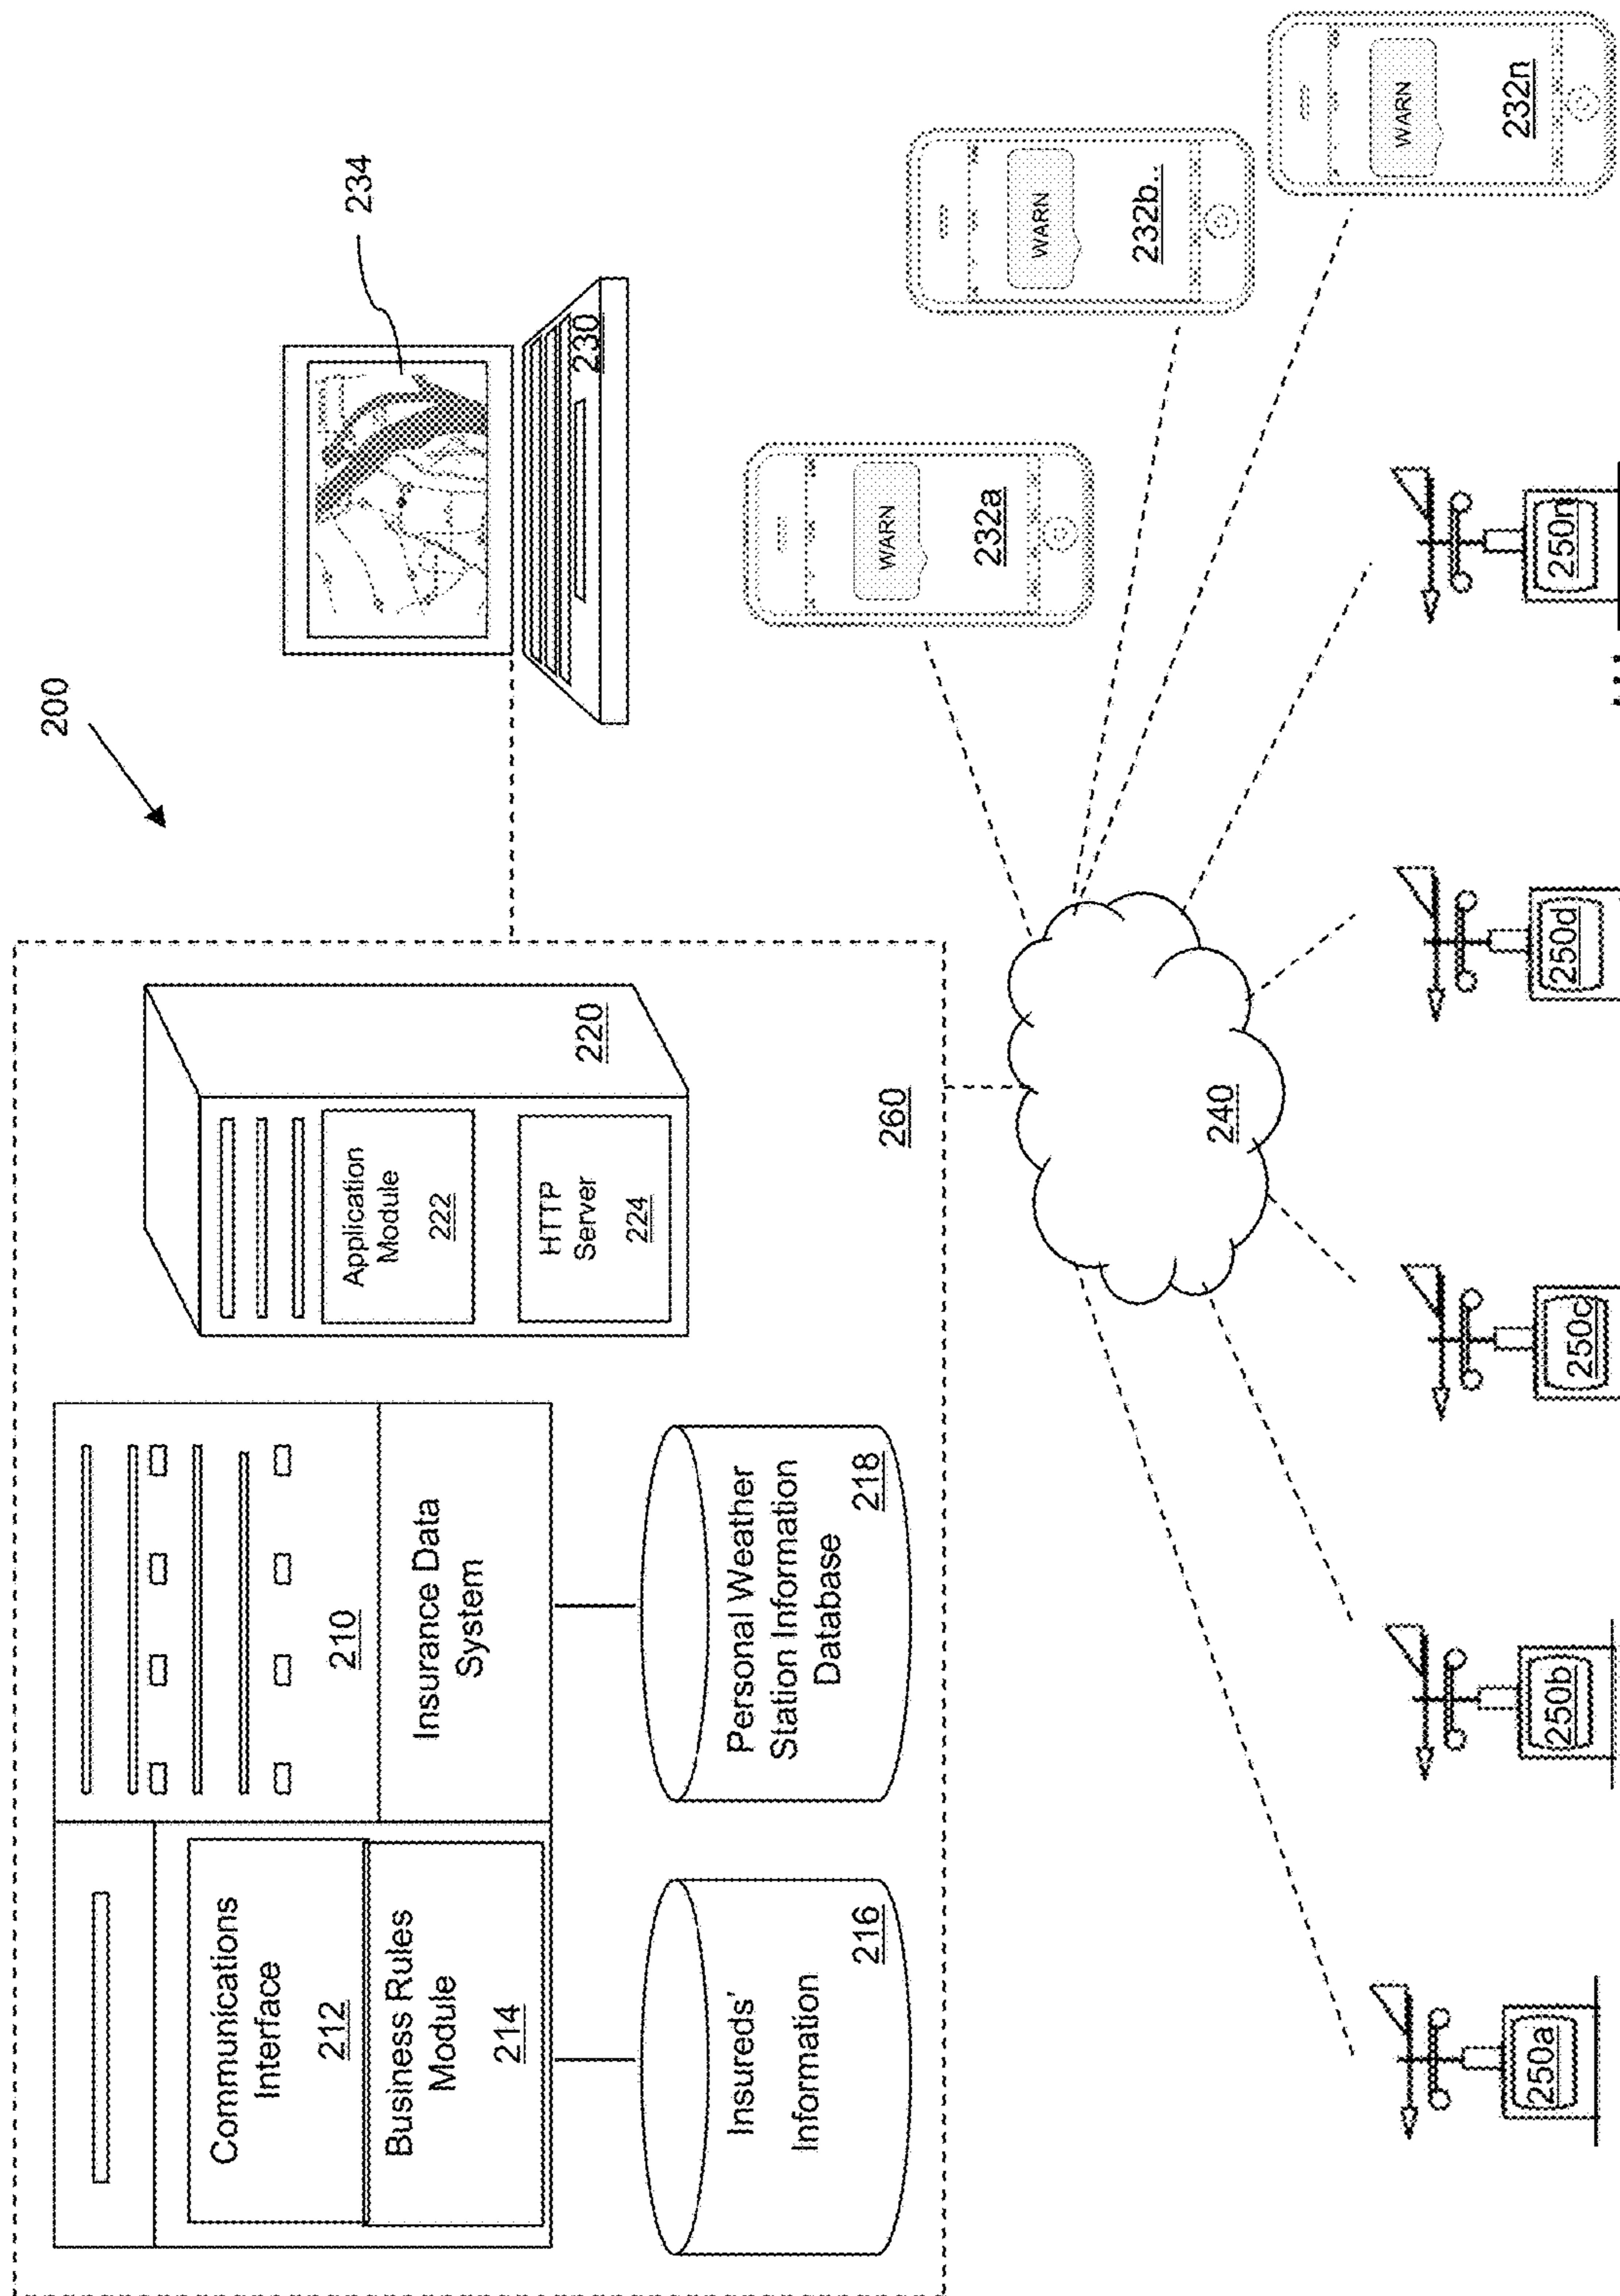 200
Communications
Interface
212
Business Rules
Module
214
210
Insurance Data
System
Insureds'
Information
216
Personal Weather
Station Information
Database
218
Application
Module
222
HTTP
Server
224
220
260
234
230
240
WARN
232a
WARN
232b..
WARN
232n
250a
250b
250c
250d
...
250n